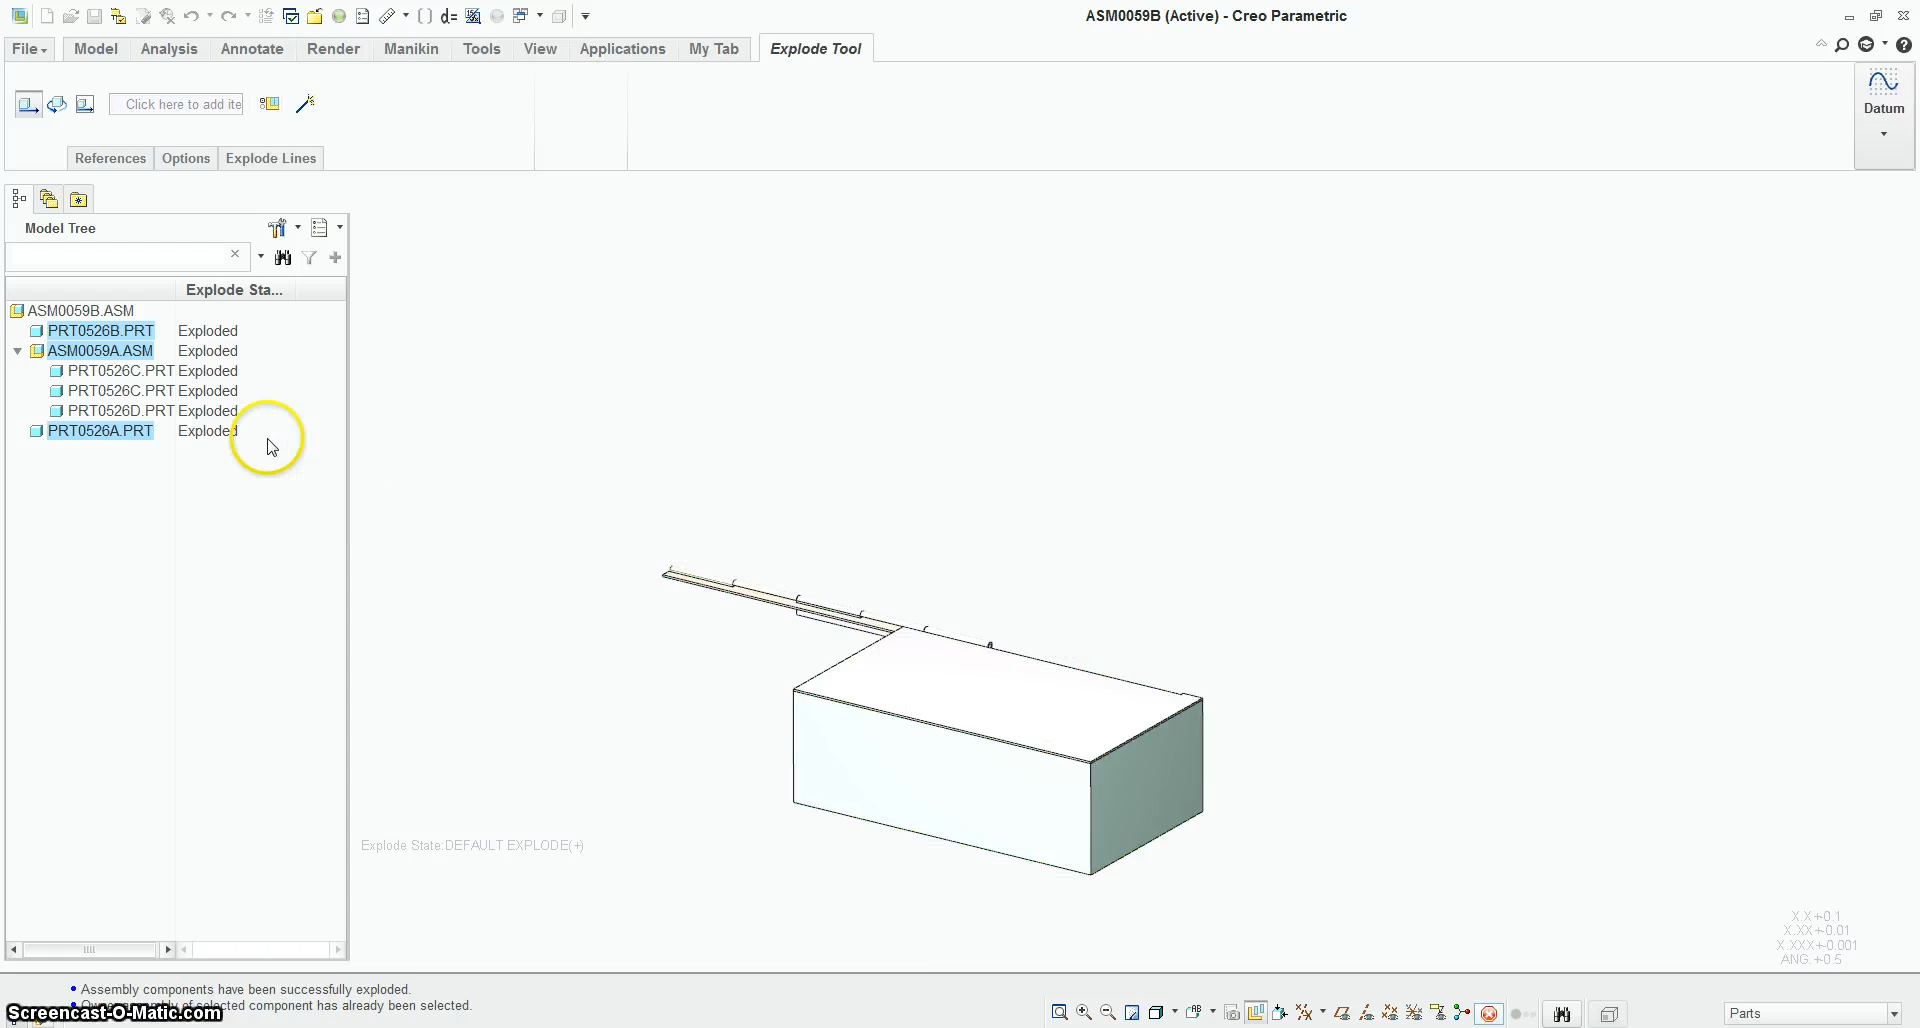 ASM0059B (Active) - Creo Parametric
File Model Analysis Annotate Render Manikin Tools View Applications My Tab Explode Tool
Click here to add ite
Datum
References Options Explode Lines
Model Tree
Explode Sta...
ASM0059B.ASM
PRT0526B.PRT Exploded
ASM0059A.ASM Exploded
PRT0526C.PRT Exploded
PRT0526C.PRT Exploded
PRT0526D.PRT Exploded
PRT0526A.PRT Exploded
Explode State:DEFAULT EXPLODE(+)
X.X+-0.1
X.XX+-0.01
X.XXX+-0.001
ANG.+-0.5
Assembly components have been successfully exploded.
of selected component has already been selected.
Screencast-O-Matic.com
Parts